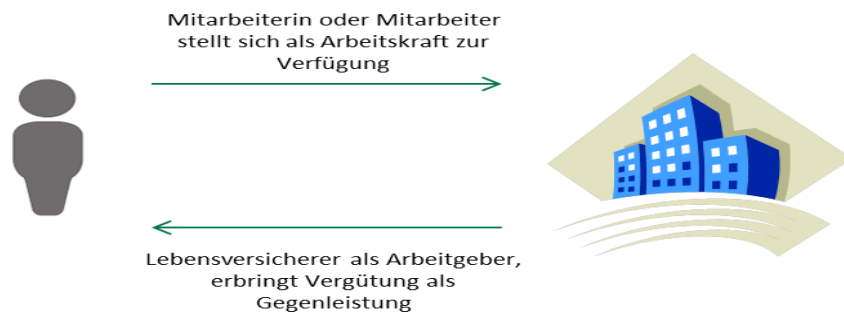 Mitarbeiterin oder Mitarbeiter
stellt sich als Arbeitskraft zur
Verfügung
Lebensversicherer als Arbeitgeber,
erbringt Vergütung als
Gegenleistung